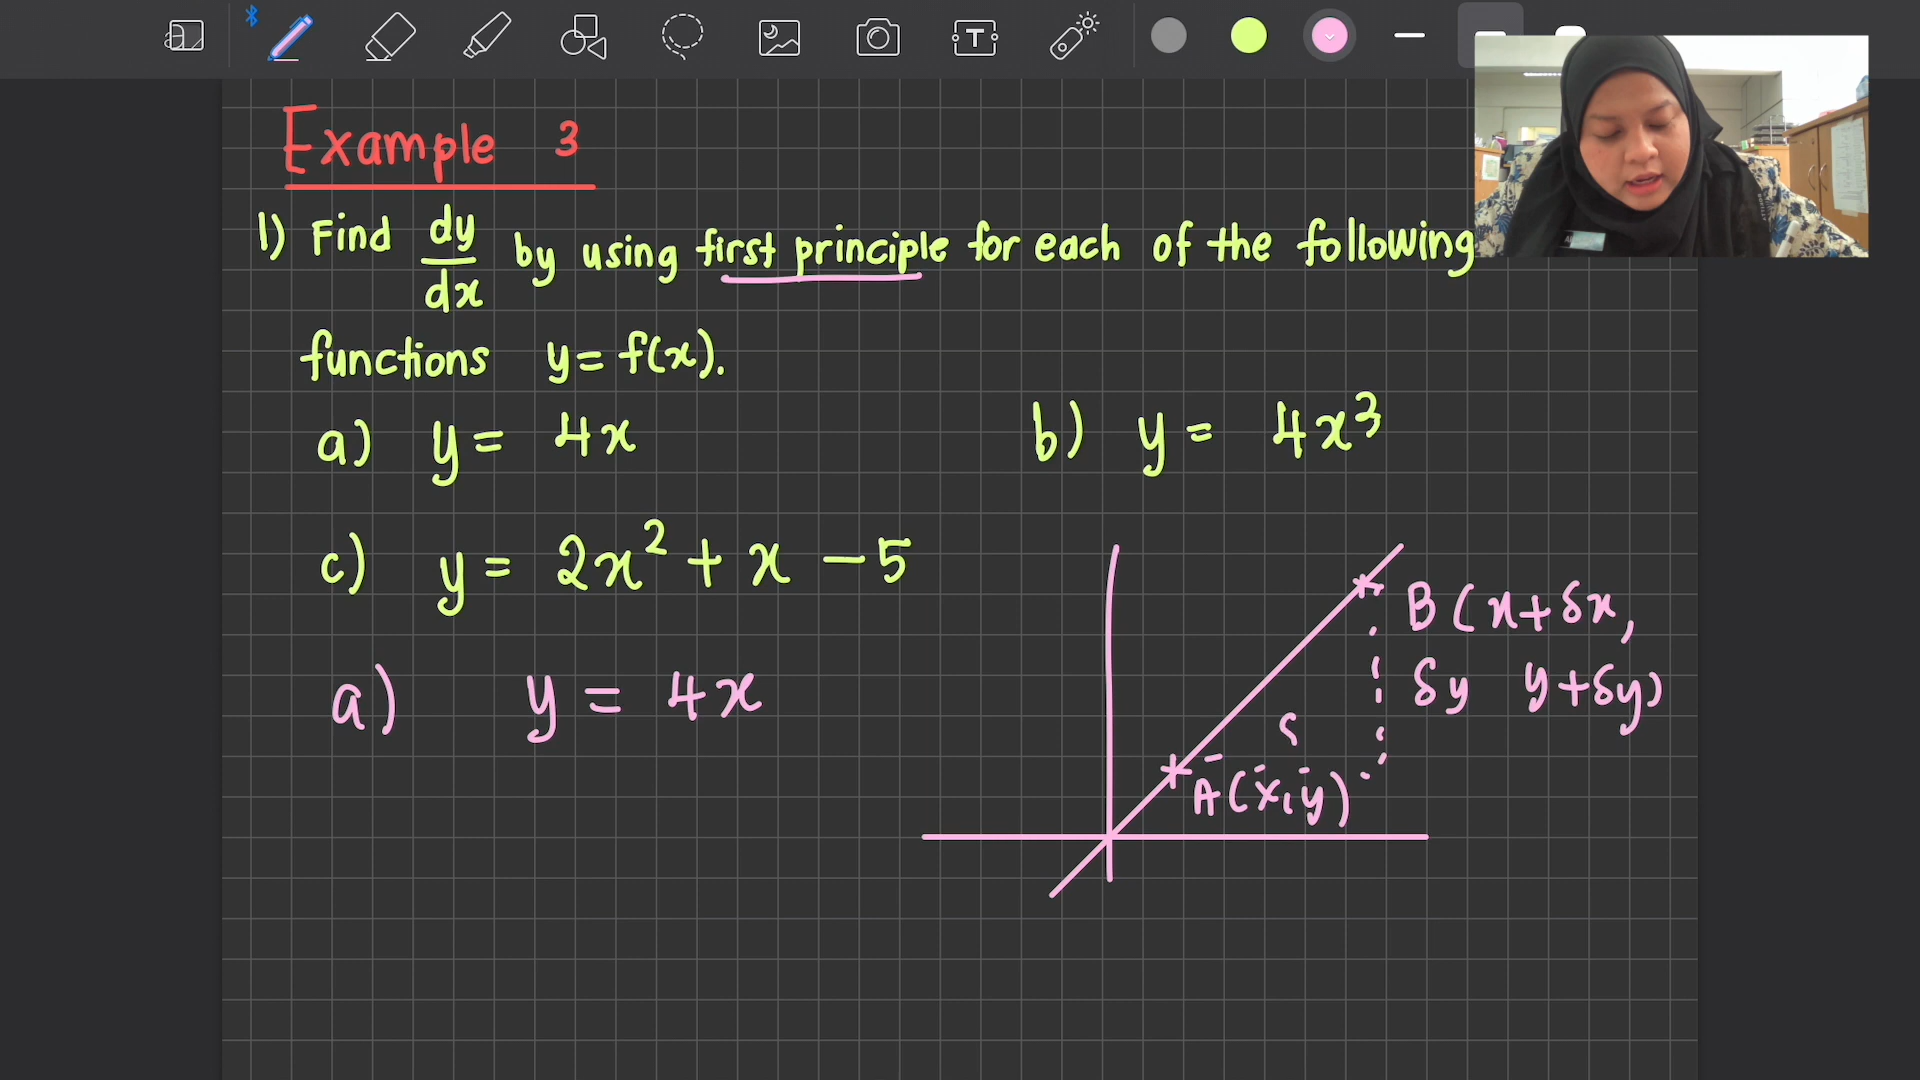 Example 3
1) Find dy/dx by using first principle for each of the following
functions y = f(x).
a) y = 4x
b) y = 4x³
c) y = 2x² + x - 5
a) y = 4x
B (x+δx,
δy y+δy)
A(x,y)